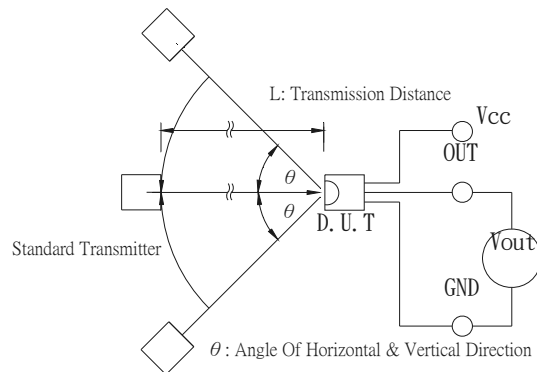 L: Transmission Distance
Vcc
OUT
θ
θ
D.U.T
Standard Transmitter
Vout
GND
θ : Angle Of Horizontal & Vertical Direction